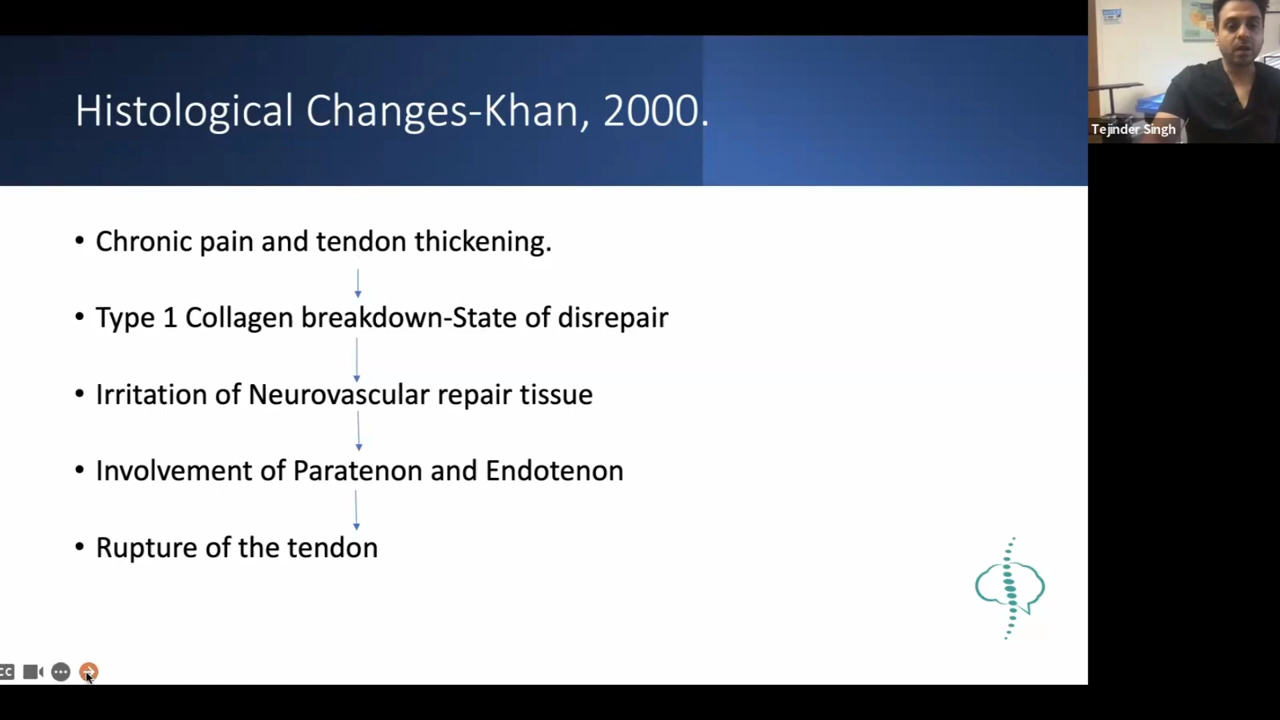 Histological Changes-Khan, 2000.
• Chronic pain and tendon thickening.
• Type 1 Collagen breakdown-State of disrepair
• Irritation of Neurovascular repair tissue
• Involvement of Paratenon and Endotenon
• Rupture of the tendon
Tejinder Singh
CC